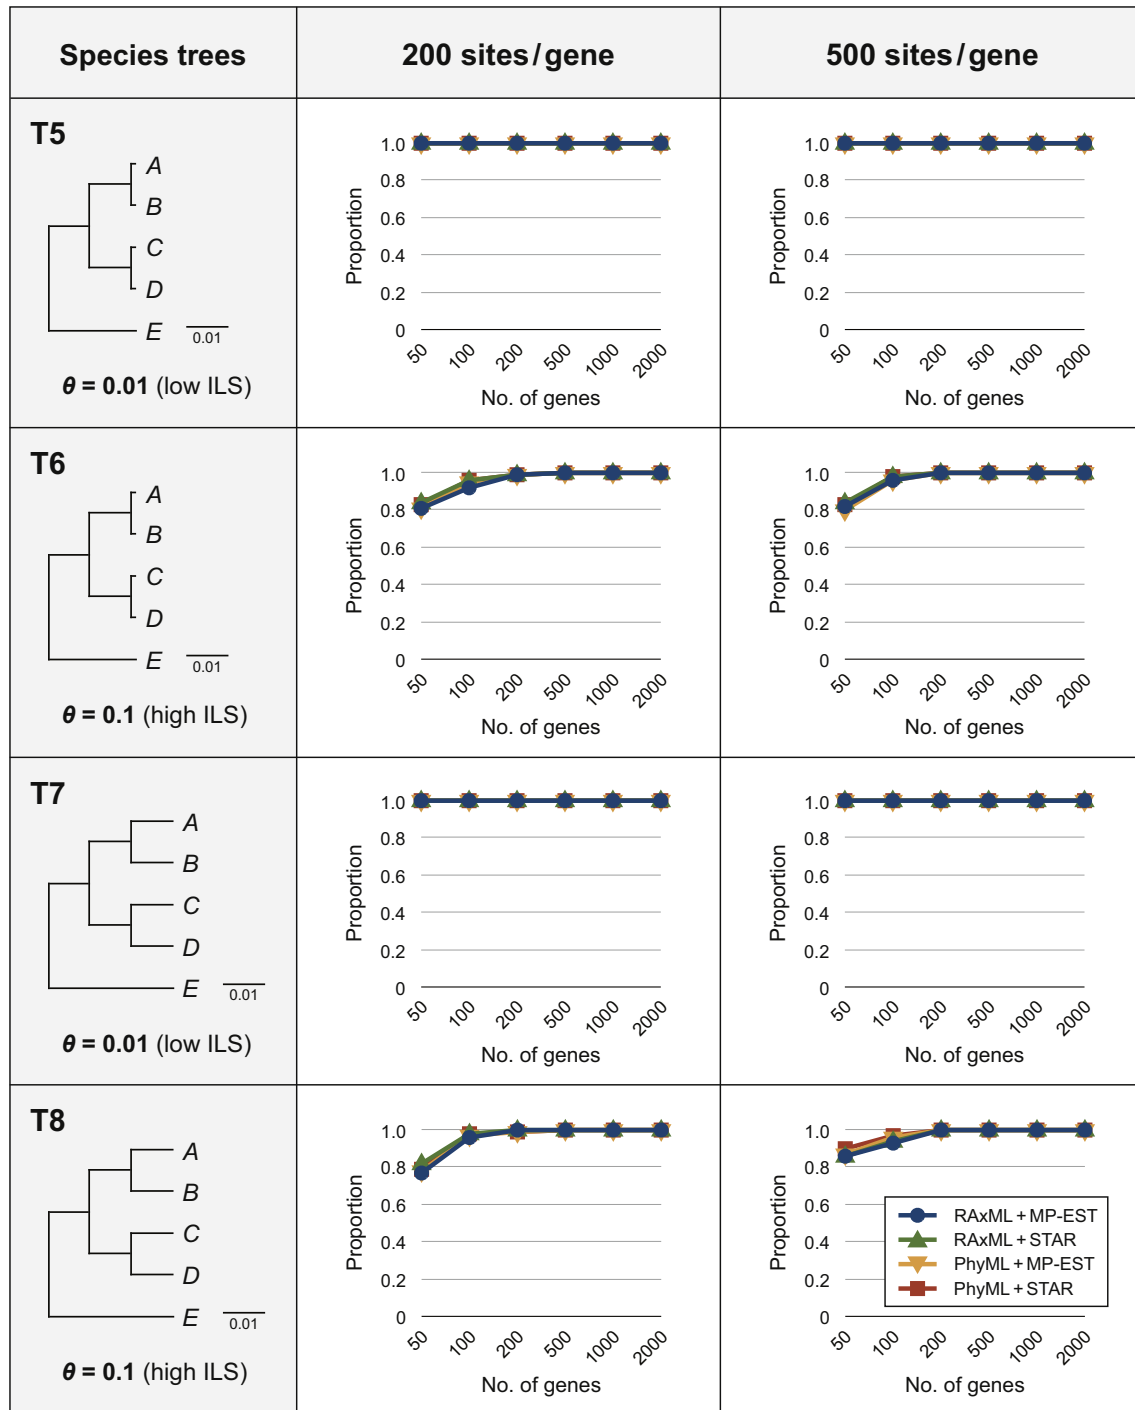 Species trees
200 sites/gene
500 sites/gene
T5
A
B
C
D
E
0.01
θ = 0.01 (low ILS)
Proportion
1.0
0.8
0.6
0.4
0.2
0
50
100
200
500
1000
2000
No. of genes
Proportion
1.0
0.8
0.6
0.4
0.2
0
50
100
200
500
1000
2000
No. of genes
T6
A
B
C
D
E
0.01
θ = 0.1 (high ILS)
Proportion
1.0
0.8
0.6
0.4
0.2
0
50
100
200
500
1000
2000
No. of genes
Proportion
1.0
0.8
0.6
0.4
0.2
0
50
100
200
500
1000
2000
No. of genes
T7
A
B
C
D
E
0.01
θ = 0.01 (low ILS)
Proportion
1.0
0.8
0.6
0.4
0.2
0
50
100
200
500
1000
2000
No. of genes
Proportion
1.0
0.8
0.6
0.4
0.2
0
50
100
200
500
1000
2000
No. of genes
T8
A
B
C
D
E
0.01
θ = 0.1 (high ILS)
Proportion
1.0
0.8
0.6
0.4
0.2
0
50
100
200
500
1000
2000
No. of genes
Proportion
1.0
0.8
0.6
0.4
0.2
0
50
100
200
500
1000
2000
No. of genes
RAxML + MP-EST
RAxML + STAR
PhyML + MP-EST
PhyML + STAR